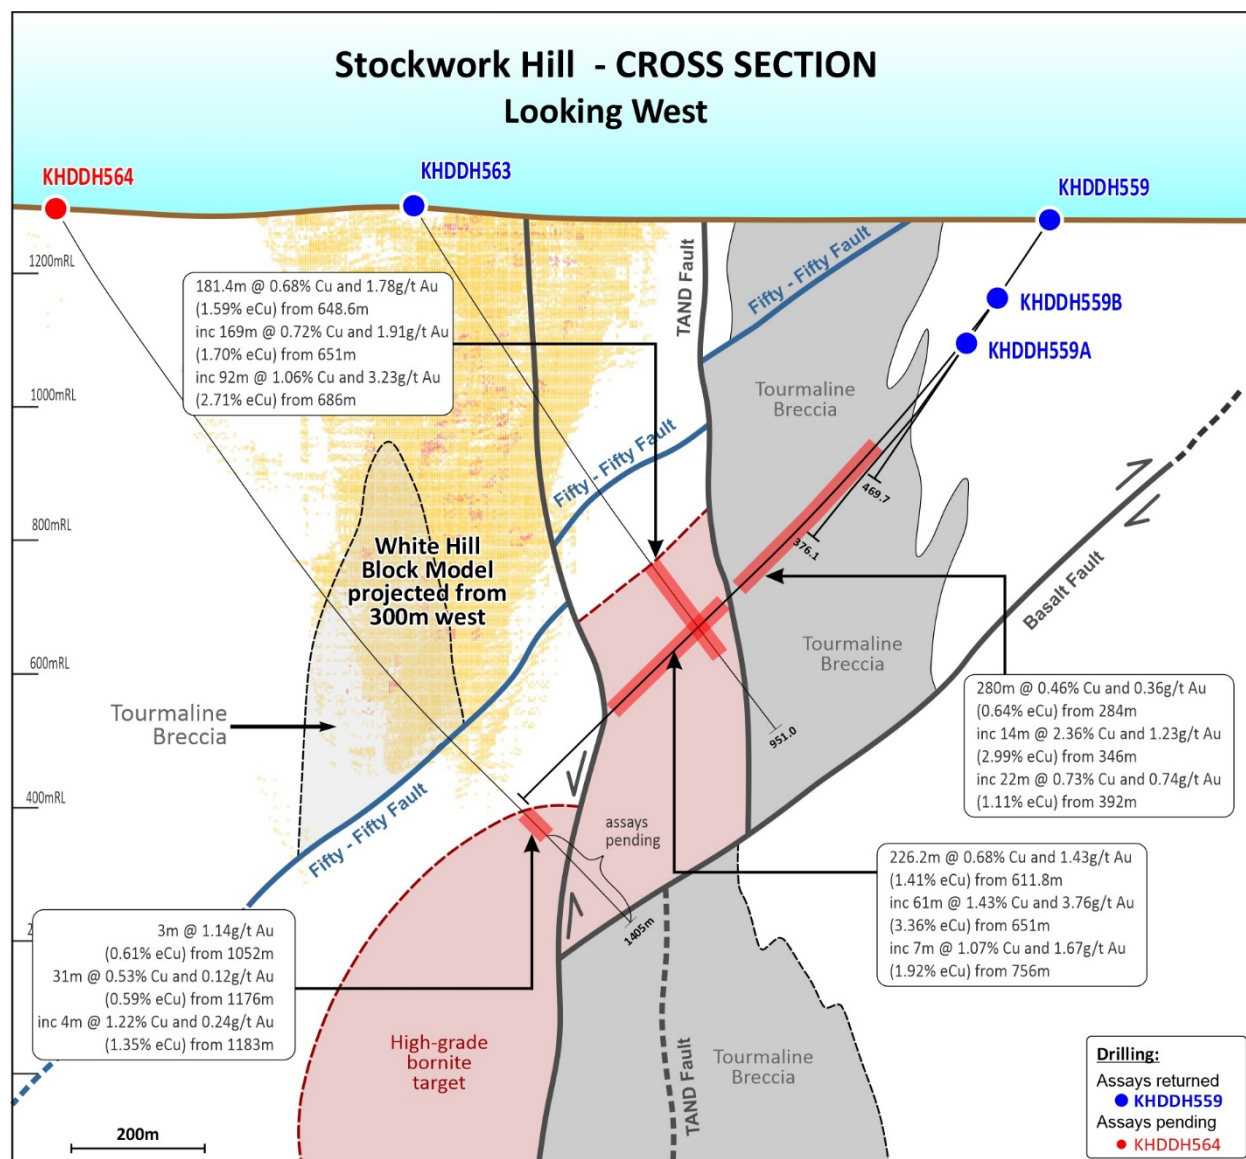 Stockwork Hill - CROSS SECTION
Looking West
KHDDH564
KHDDH563
KHDDH559
KHDDH559B
KHDDH559A
1200mRL
1000mRL
800mRL
600mRL
400mRL
181.4m @ 0.68% Cu and 1.78g/t Au
(1.59% eCu) from 648.6m
inc 169m @ 0.72% Cu and 1.91g/t Au
(1.70% eCu) from 651m
inc 92m @ 1.06% Cu and 3.23g/t Au
(2.71% eCu) from 686m
TAND Fault
Fifty - Fifty Fault
Tourmaline
Breccia
Fifty - Fifty Fault
469.7
376.1
Basalt Fault
White Hill
Block Model
projected from
300m west
Tourmaline
Breccia
Tourmaline
Breccia
951.0
280m @ 0.46% Cu and 0.36g/t Au
(0.64% eCu) from 284m
inc 14m @ 2.36% Cu and 1.23g/t Au
(2.99% eCu) from 346m
inc 22m @ 0.73% Cu and 0.74g/t Au
(1.11% eCu) from 392m
Fifty - Fifty Fault
assays
pending
1405m
226.2m @ 0.68% Cu and 1.43g/t Au
(1.41% eCu) from 611.8m
inc 61m @ 1.43% Cu and 3.76g/t Au
(3.36% eCu) from 651m
inc 7m @ 1.07% Cu and 1.67g/t Au
(1.92% eCu) from 756m
3m @ 1.14g/t Au
(0.61% eCu) from 1052m
31m @ 0.53% Cu and 0.12g/t Au
(0.59% eCu) from 1176m
inc 4m @ 1.22% Cu and 0.24g/t Au
(1.35% eCu) from 1183m
High-grade
bornite
target
TAND Fault
Tourmaline
Breccia
200m
Drilling:
Assays returned
KHDDH559
Assays pending
KHDDH564